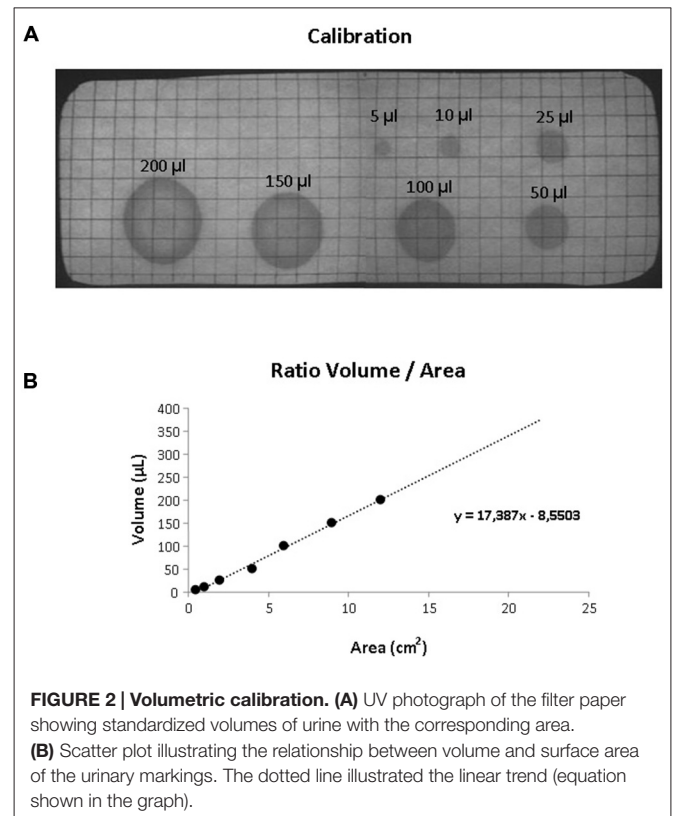 A
Calibration
5 µl 10 µl 25 µl
200 µl 150 µl 100 µl 50 µl
B
Ratio Volume / Area
400
350
300
250
200
150
100
50
0
Volume (µL)
y = 17,387x - 8,5503
0 5 10 15 20 25
Area (cm²)
FIGURE 2 | Volumetric calibration. (A) UV photograph of the filter paper
showing standardized volumes of urine with the corresponding area.
(B) Scatter plot illustrating the relationship between volume and surface area
of the urinary markings. The dotted line illustrated the linear trend (equation
shown in the graph).